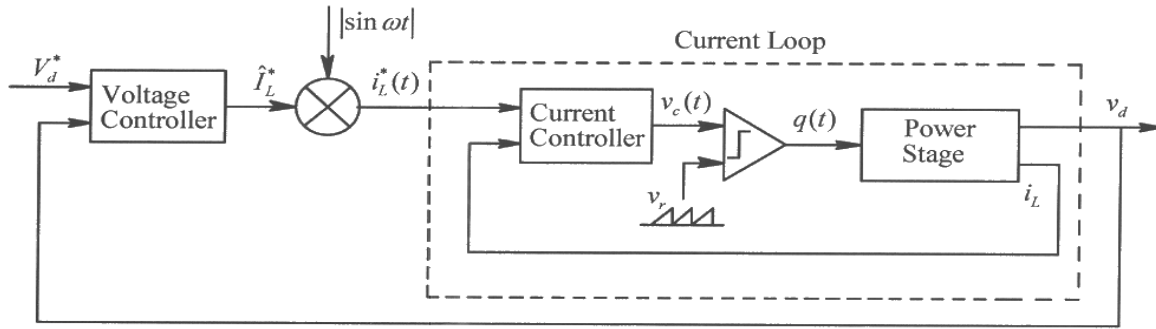 |sin ωt|
Current Loop
V_d^*
Voltage
Controller
Î_L^*
i_L^*(t)
Current
Controller
v_c(t)
v_r
q(t)
Power
Stage
v_d
i_L